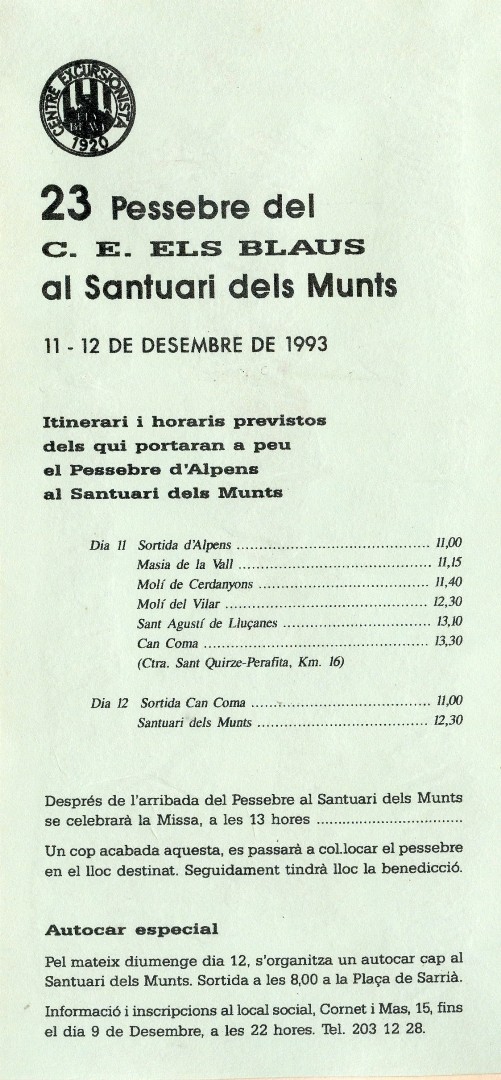 CENTRE EXCURSIONISTA
1920
23 Pessebre del
C. E. ELS BLAUS
al Santuari dels Munts
11 - 12 DE DESEMBRE DE 1993
Itinerari i horaris previstos
dels qui portaran a peu
el Pessebre d'Alpens
al Santuari dels Munts
Dia 11 Sortida d'Alpens ........................................ 11,00
Masia de la Vall ........................................ 11,15
Molí de Cerdanyons .................................... 11,40
Molí del Vilar .......................................... 12,30
Sant Agustí de Lluçanes ............................... 13,10
Can Coma .............................................. 13,30
(Ctra. Sant Quirze-Perafita, Km. 16)
Dia 12 Sortida Can Coma ..................................... 11,00
Santuari dels Munts ................................... 12,30
Després de l'arribada del Pessebre al Santuari dels Munts
se celebrarà la Missa, a les 13 hores ..................................
Un cop acabada aquesta, es passarà a col.locar el pessebre
en el lloc destinat. Seguidament tindrà lloc la benedicció.
Autocar especial
Pel mateix diumenge dia 12, s'organitza un autocar cap al
Santuari dels Munts. Sortida a les 8,00 a la Plaça de Sarrià.
Informació i inscripcions al local social, Cornet i Mas, 15, fins
el dia 9 de Desembre, a les 22 hores. Tel. 203 12 28.